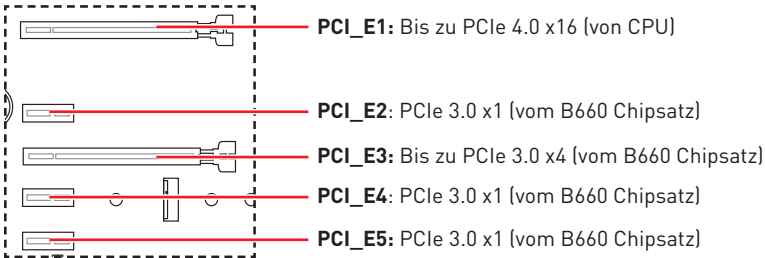 PCI_E1: Bis zu PCIe 4.0 x16 (von CPU)
PCI_E2: PCIe 3.0 x1 (vom B660 Chipsatz)
PCI_E3: Bis zu PCIe 3.0 x4 (vom B660 Chipsatz)
PCI_E4: PCIe 3.0 x1 (vom B660 Chipsatz)
PCI_E5: PCIe 3.0 x1 (vom B660 Chipsatz)